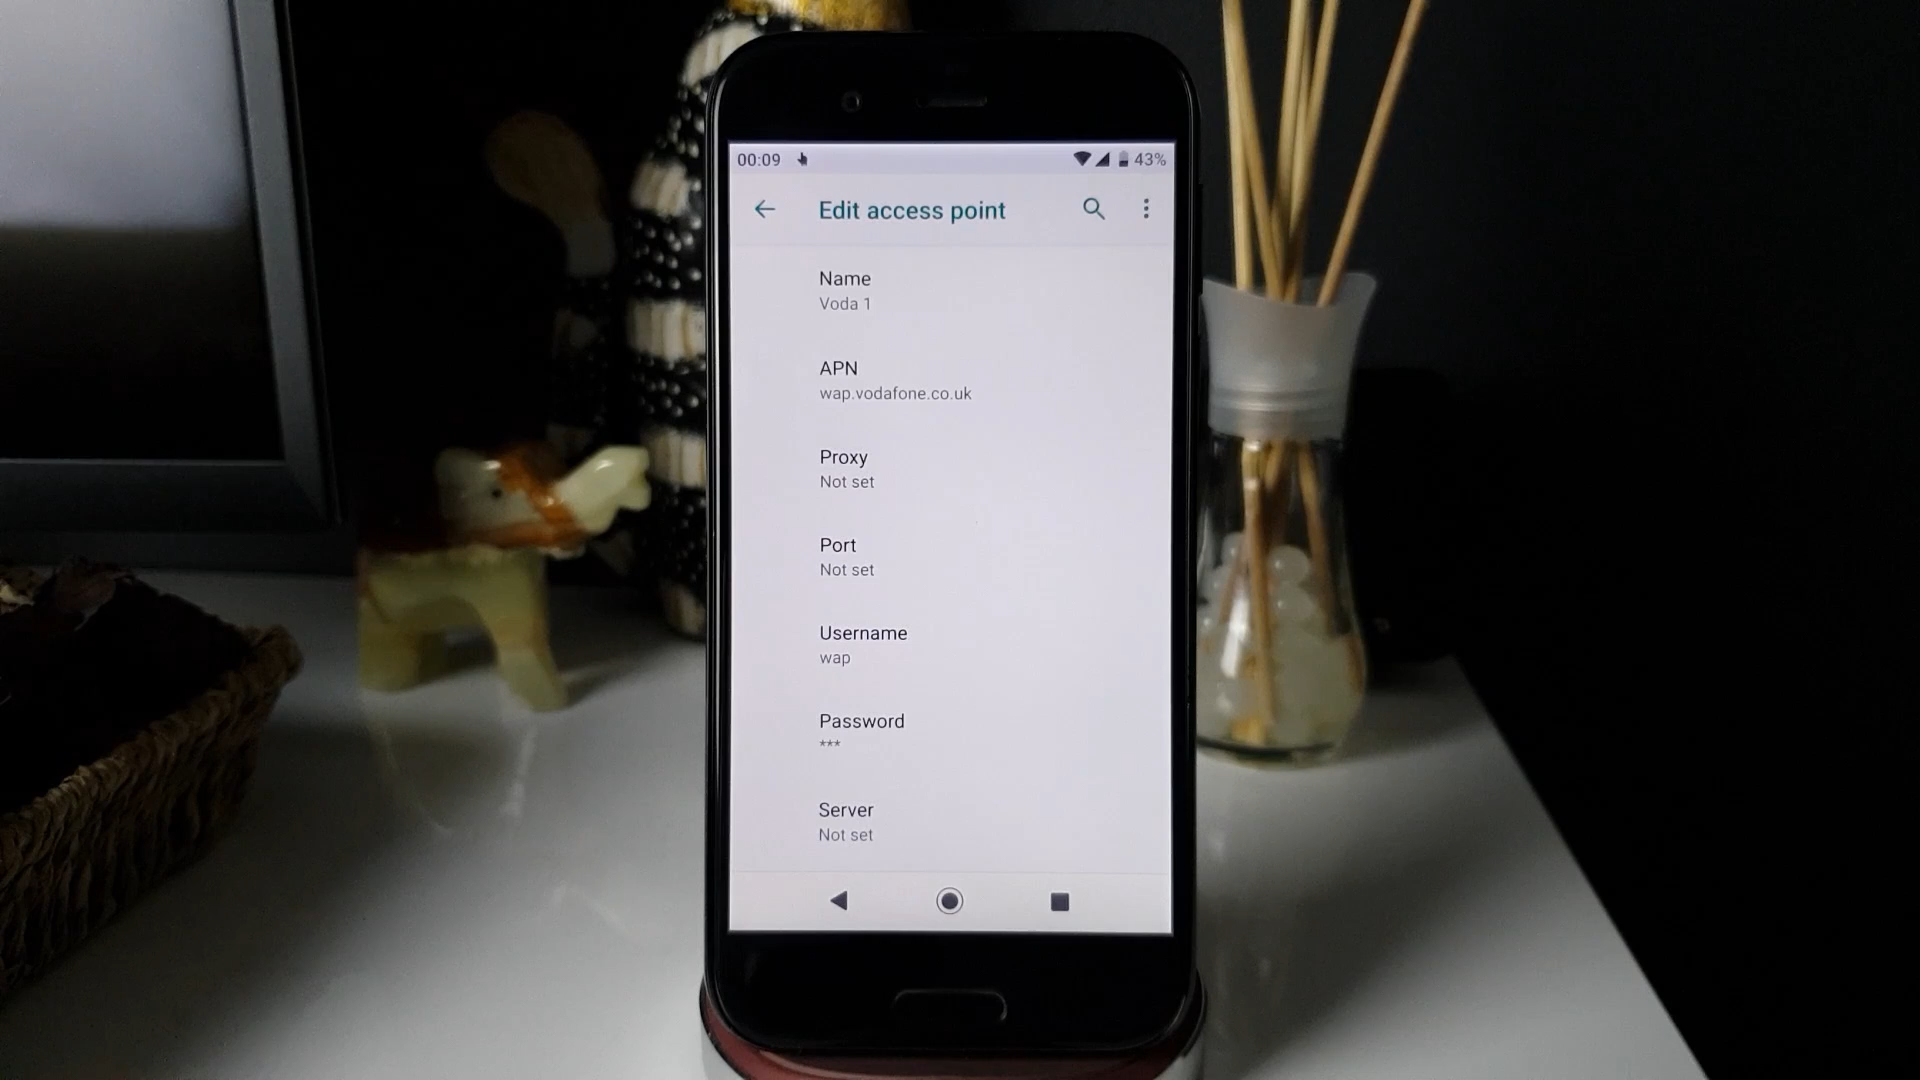 00:09 43%
Edit access point
Name
Voda 1
APN
wap.vodafone.co.uk
Proxy
Not set
Port
Not set
Username
wap
Password
***
Server
Not set